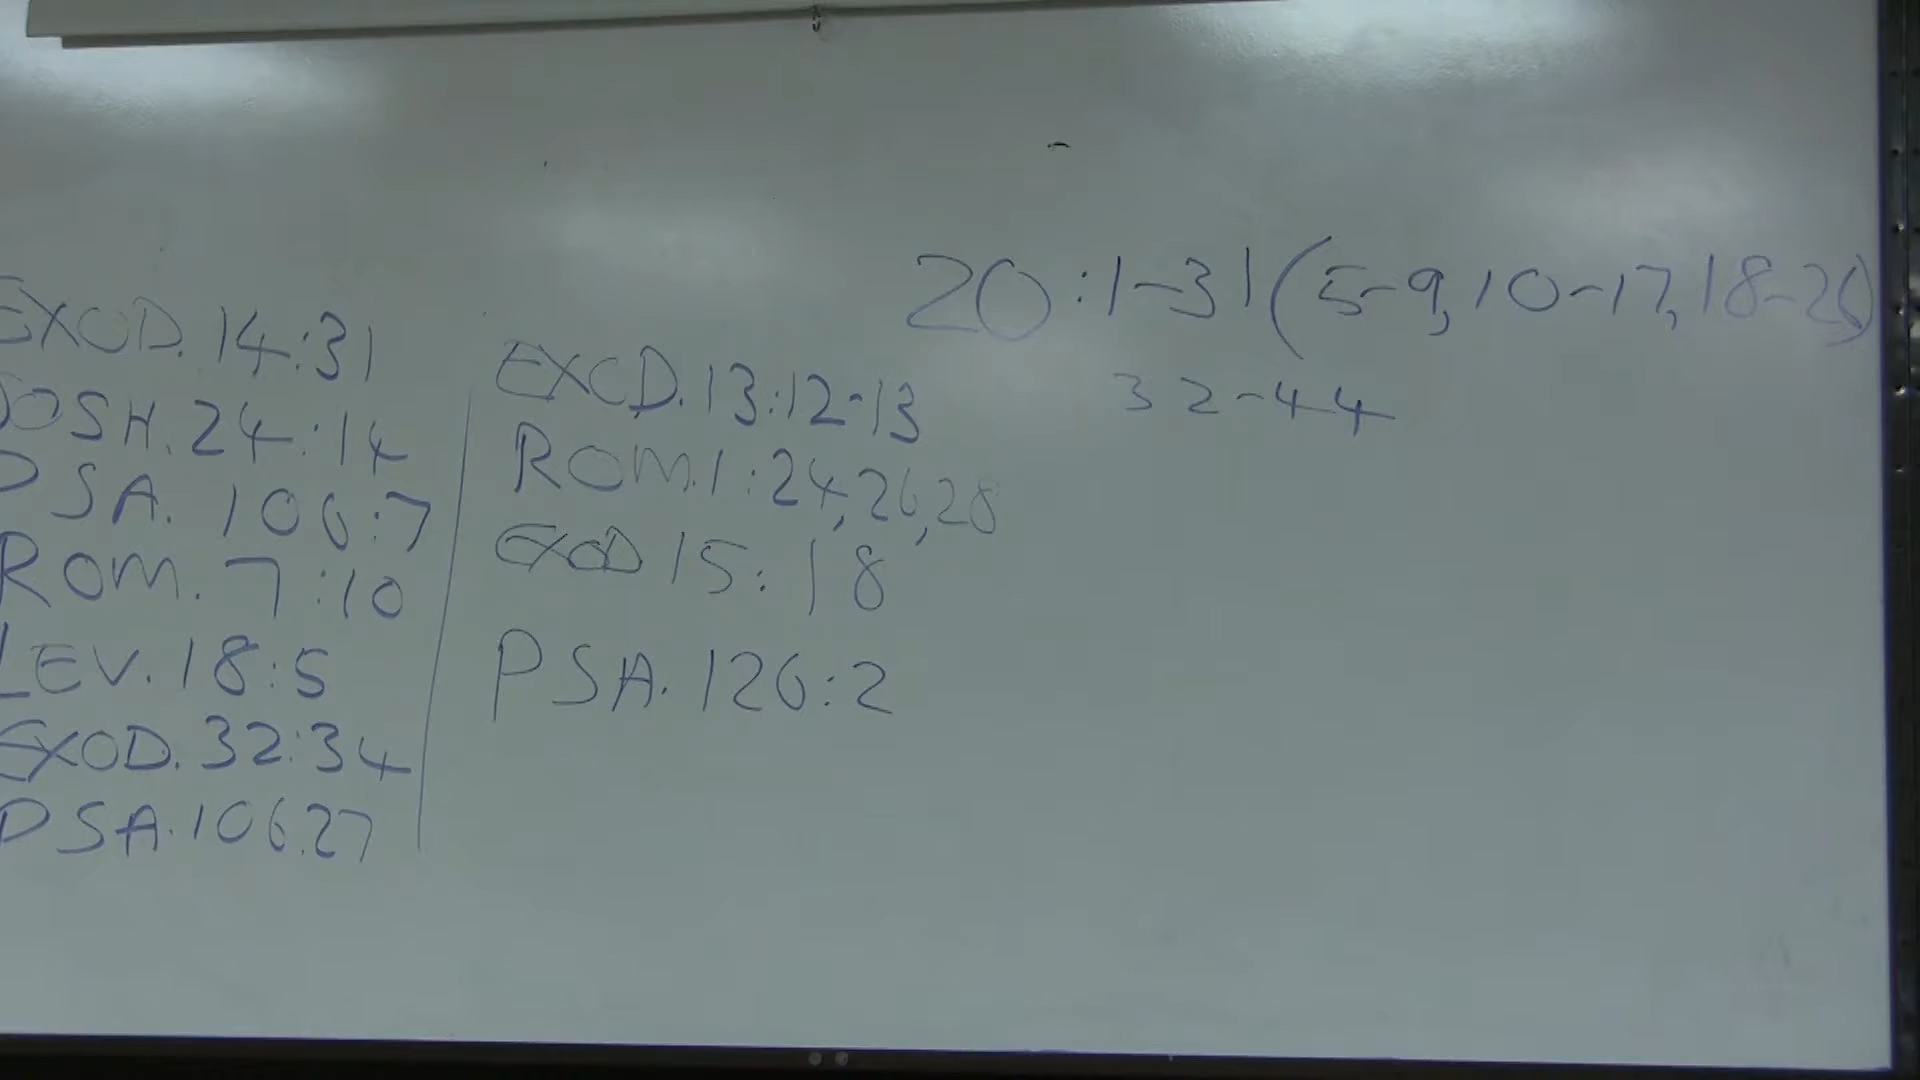 EXOD. 14:31
JOSH. 24:14
PSA. 106:7
ROM. 7:10
LEV. 18:5
EXOD. 32:34
PSA. 106:27
EXOD. 13:12-13
ROM. 1:24,26,28
EXOD 15:18
PSA. 126:2
20:1-31(5-9,10-17,18-26)
32-44